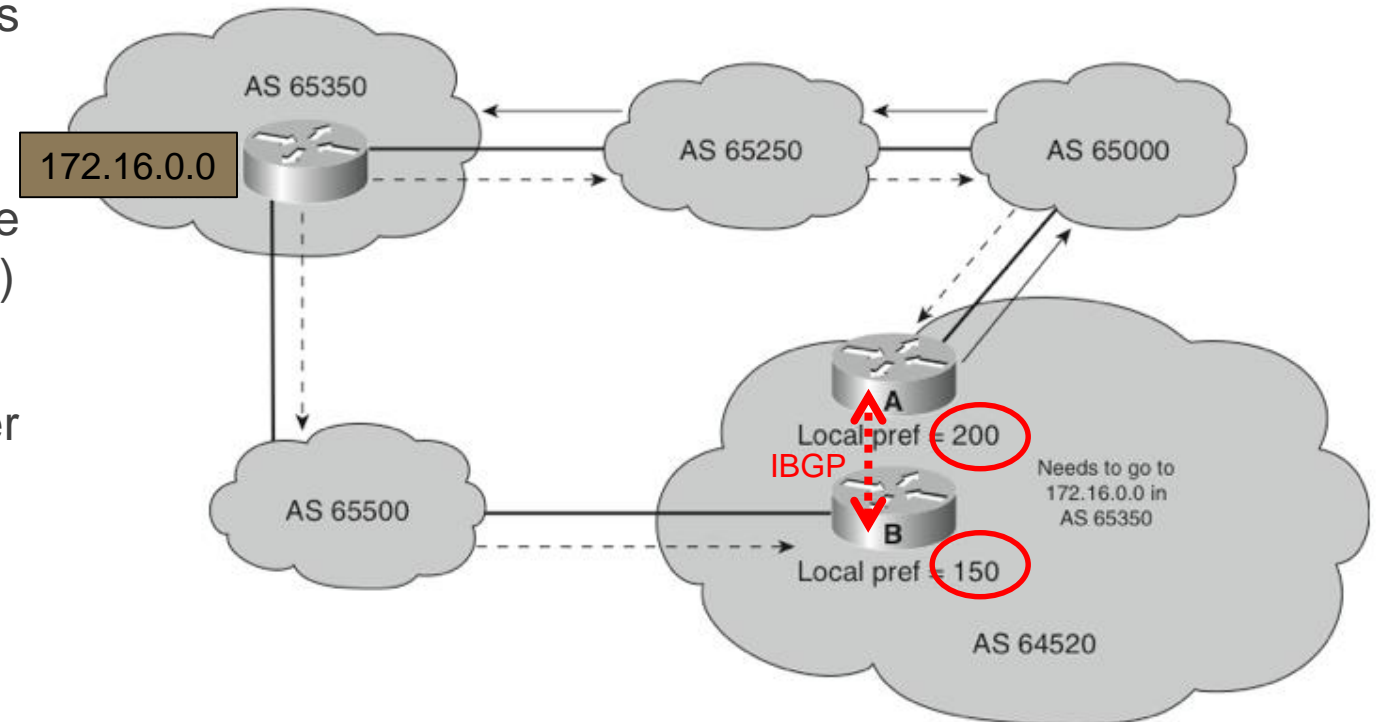 s
AS 65350
172.16.0.0
AS 65250
AS 65000
e
)
er
A
Local pref = 200
IBGP
Needs to go to
172.16.0.0 in
AS 65350
AS 65500
B
Local pref = 150
AS 64520